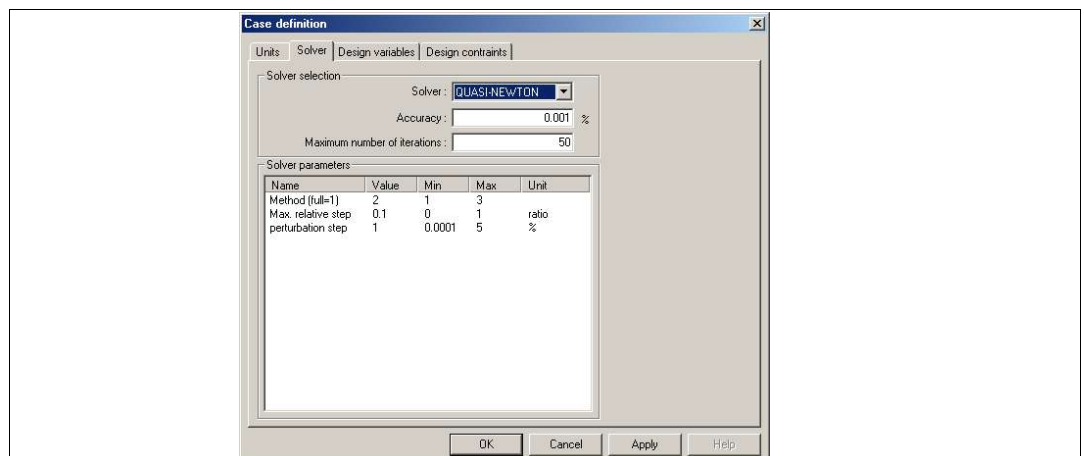 Case definition
Units Solver Design variables Design contraints
Solver selection
Solver : QUASI-NEWTON
Accuracy : 0.001 %
Maximum number of iterations : 50
Solver parameters
Name Value Min Max Unit
Method (full=1) 2 1 3
Max. relative step 0.1 0 1 ratio
perturbation step 1 0.0001 5 %
OK Cancel Apply Help